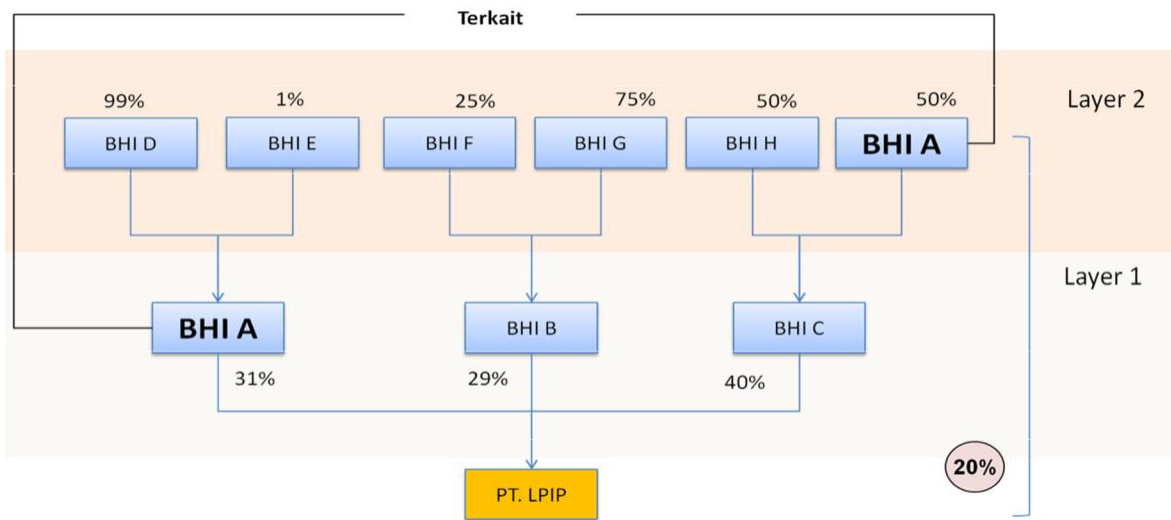 Terkait
99%
1%
25%
75%
50%
50%
Layer 2
BHI D
BHI E
BHI F
BHI G
BHI H
BHI A
Layer 1
BHI A
BHI B
BHI C
31%
29%
40%
20%
PT. LPIP